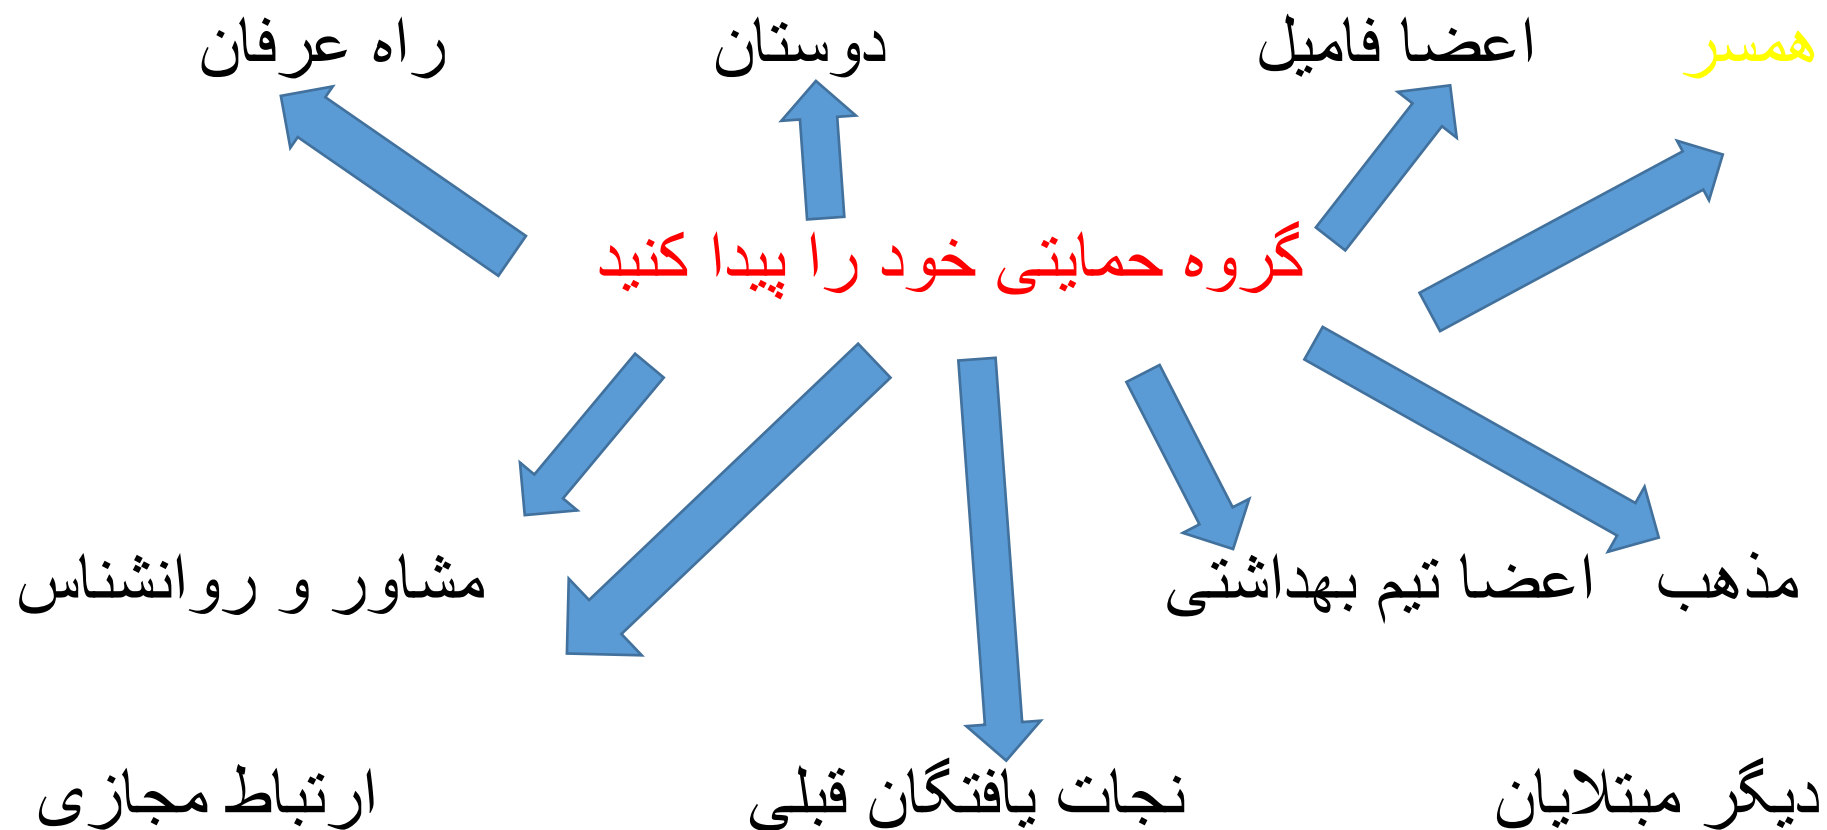 همسر
اعضا فامیل
دوستان
راه عرفان
گروه حمایتی خود را پیدا کنید
مذهب
اعضا تیم بهداشتی
مشاور و روانشناس
دیگر مبتلایان
نجات یافتگان قبلی
ارتباط مجازی